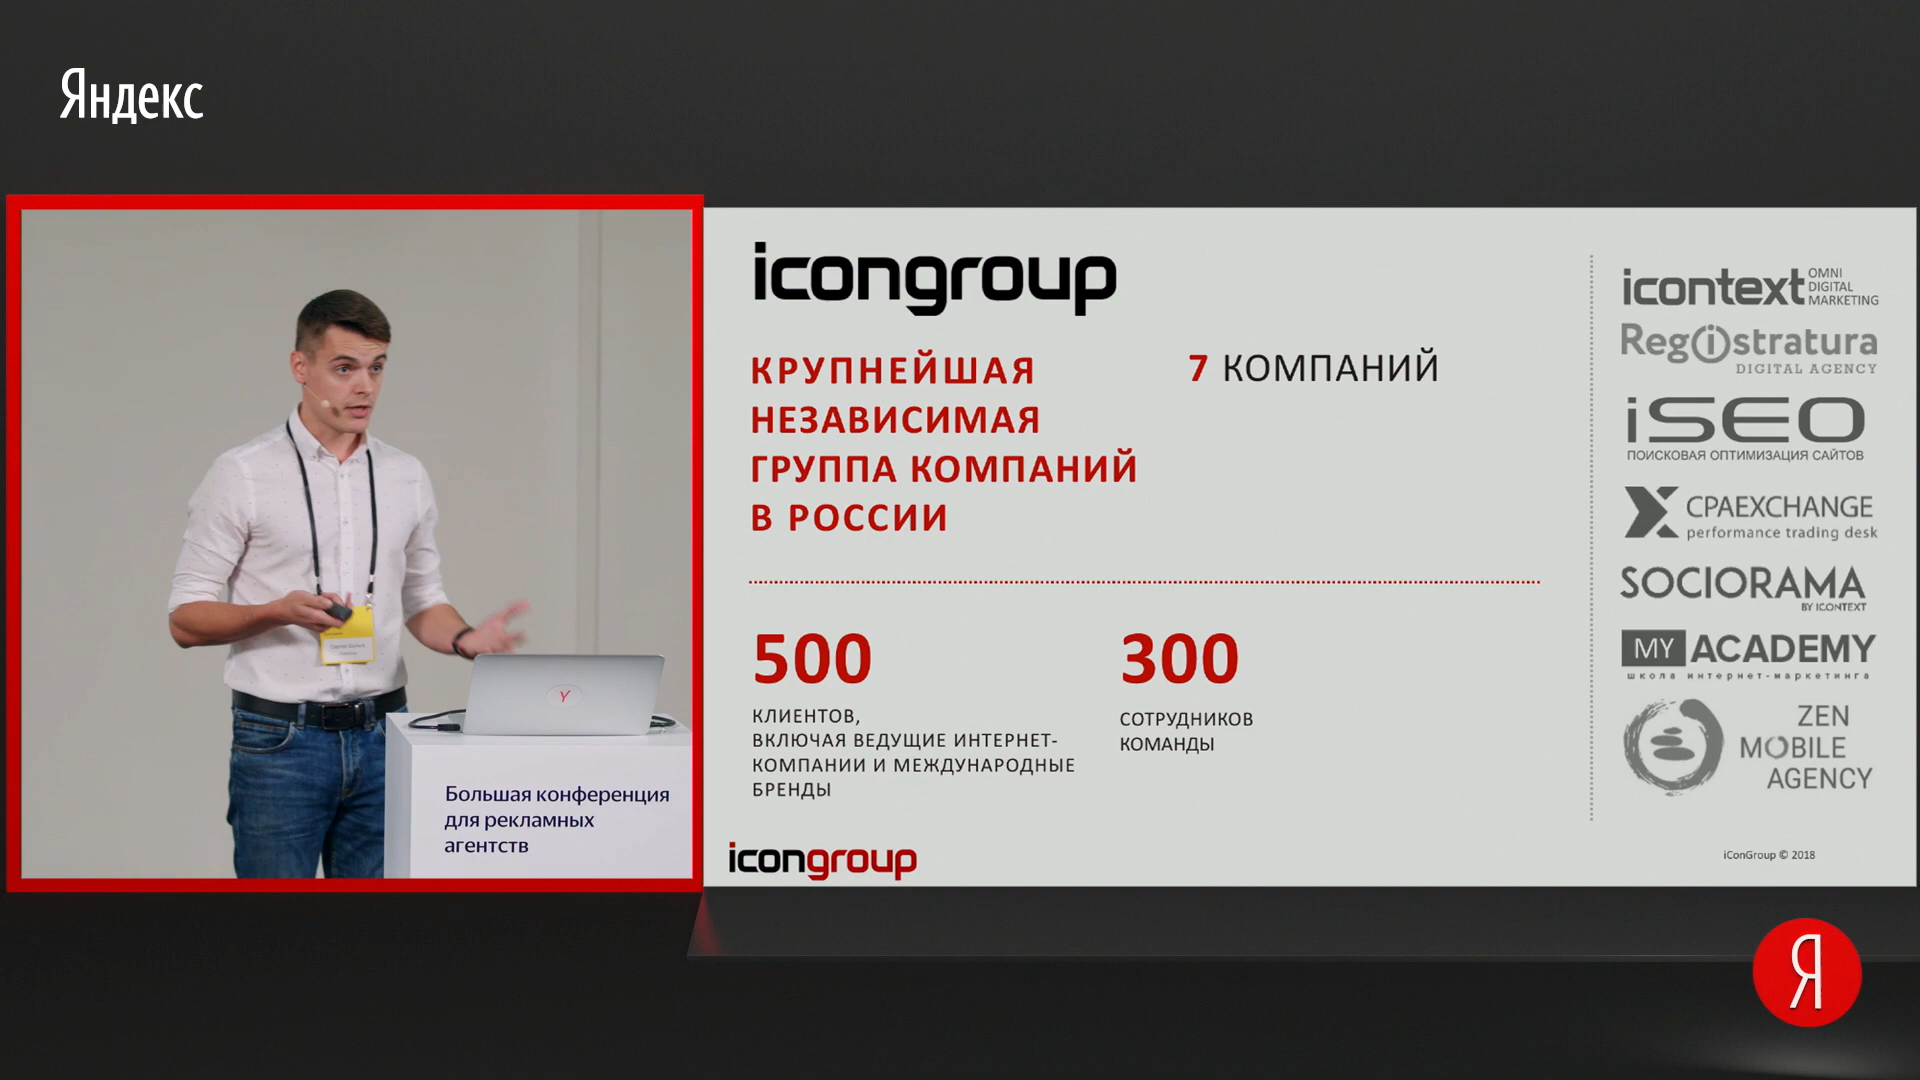 Яндекс
icongroup
КРУПНЕЙШАЯ
НЕЗАВИСИМАЯ
ГРУППА КОМПАНИЙ
В РОССИИ
7 КОМПАНИЙ
500
КЛИЕНТОВ,
ВКЛЮЧАЯ ВЕДУЩИЕ ИНТЕРНЕТ-
КОМПАНИИ И МЕЖДУНАРОДНЫЕ
БРЕНДЫ
300
СОТРУДНИКОВ
КОМАНДЫ
icontext OMNI
DIGITAL
MARKETING
Registratura
DIGITAL AGENCY
iSEO
ПОИСКОВАЯ ОПТИМИЗАЦИЯ САЙТОВ
CPAEXCHANGE
performance trading desk
SOCIORAMA
BY ICONTEXT
MY ACADEMY
школа интернет-маркетинга
ZEN
MOBILE
AGENCY
icongroup
iConGroup © 2018
Y
Большая конференция
для рекламных
агентств
Я